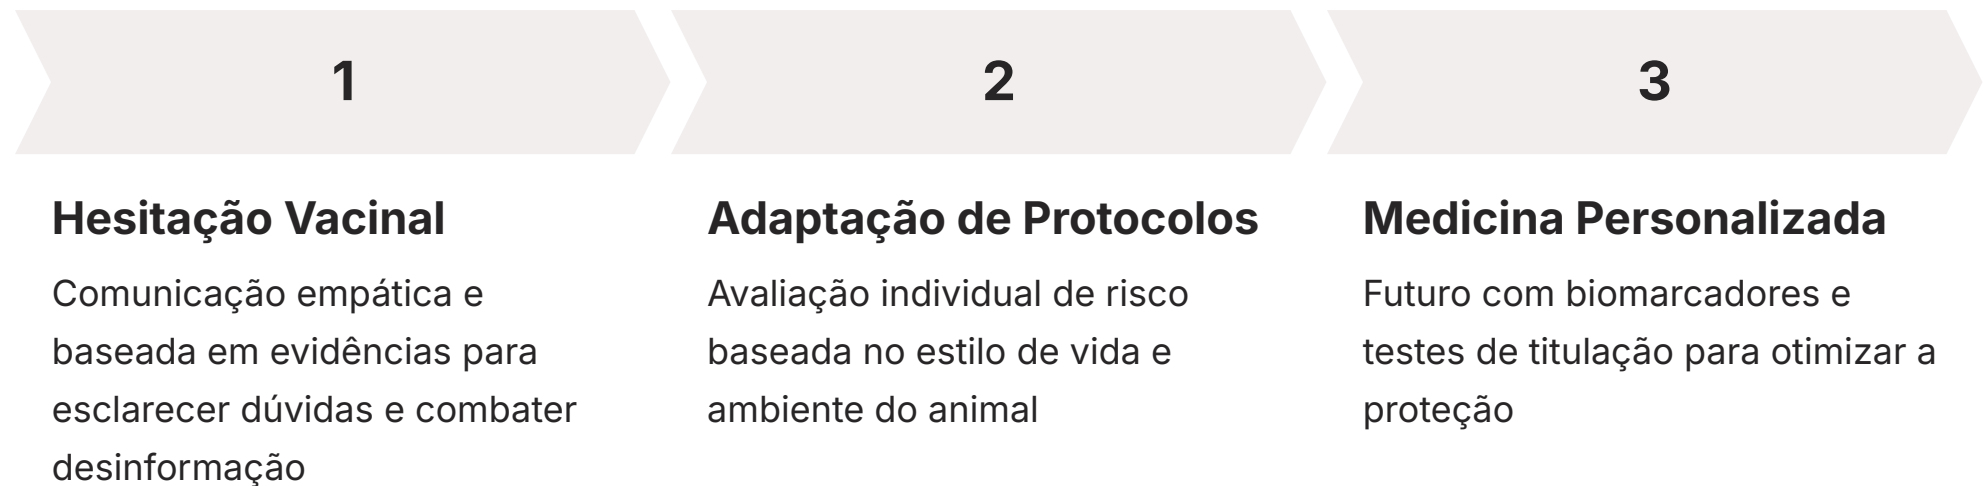 1
Hesitação Vacinal
Comunicação empática e
baseada em evidências para
esclarecer dúvidas e combater
desinformação
2
Adaptação de Protocolos
Avaliação individual de risco
baseada no estilo de vida e
ambiente do animal
3
Medicina Personalizada
Futuro com biomarcadores e
testes de titulação para otimizar a
proteção